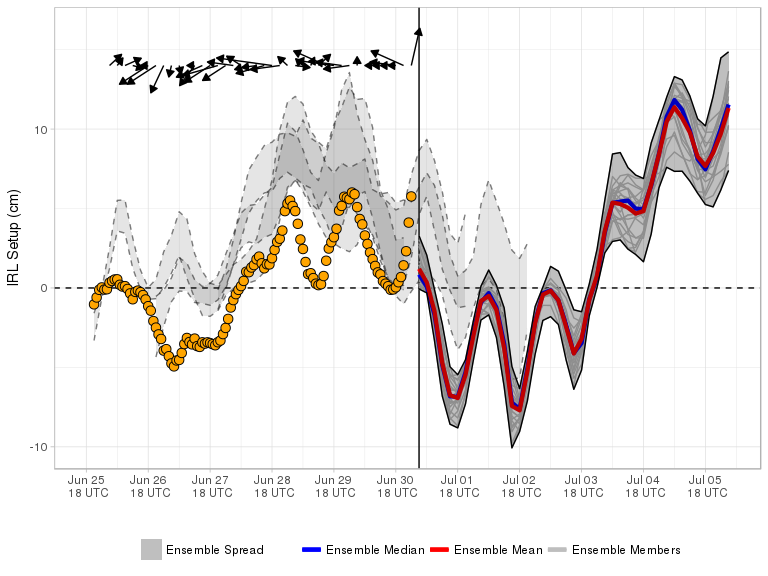 IRL Setup (cm)
10
0
-10
Jun 25 Jun 26 Jun 27 Jun 28 Jun 29 Jun 30 Jul 01 Jul 02 Jul 03 Jul 04 Jul 05
18 UTC 18 UTC 18 UTC 18 UTC 18 UTC 18 UTC 18 UTC 18 UTC 18 UTC 18 UTC 18 UTC
Ensemble Spread Ensemble Median Ensemble Mean Ensemble Members